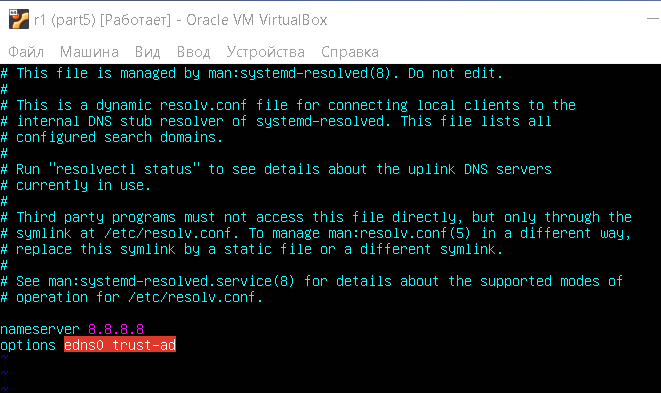 r1 (part5) [Работает] - Oracle VM VirtualBox
Файл Машина Вид Ввод Устройства Справка
# This file is managed by man:systemd-resolved(8). Do not edit.
#
# This is a dynamic resolv.conf file for connecting local clients to the
# internal DNS stub resolver of systemd-resolved. This file lists all
# configured search domains.
#
# Run "resolvectl status" to see details about the uplink DNS servers
# currently in use.
#
# Third party programs must not access this file directly, but only through the
# symlink at /etc/resolv.conf. To manage man:resolv.conf(5) in a different way,
# replace this symlink by a static file or a different symlink.
#
# See man:systemd-resolved.service(8) for details about the supported modes of
# operation for /etc/resolv.conf.
nameserver 8.8.8.8
options edns0 trust-ad
~
~
~